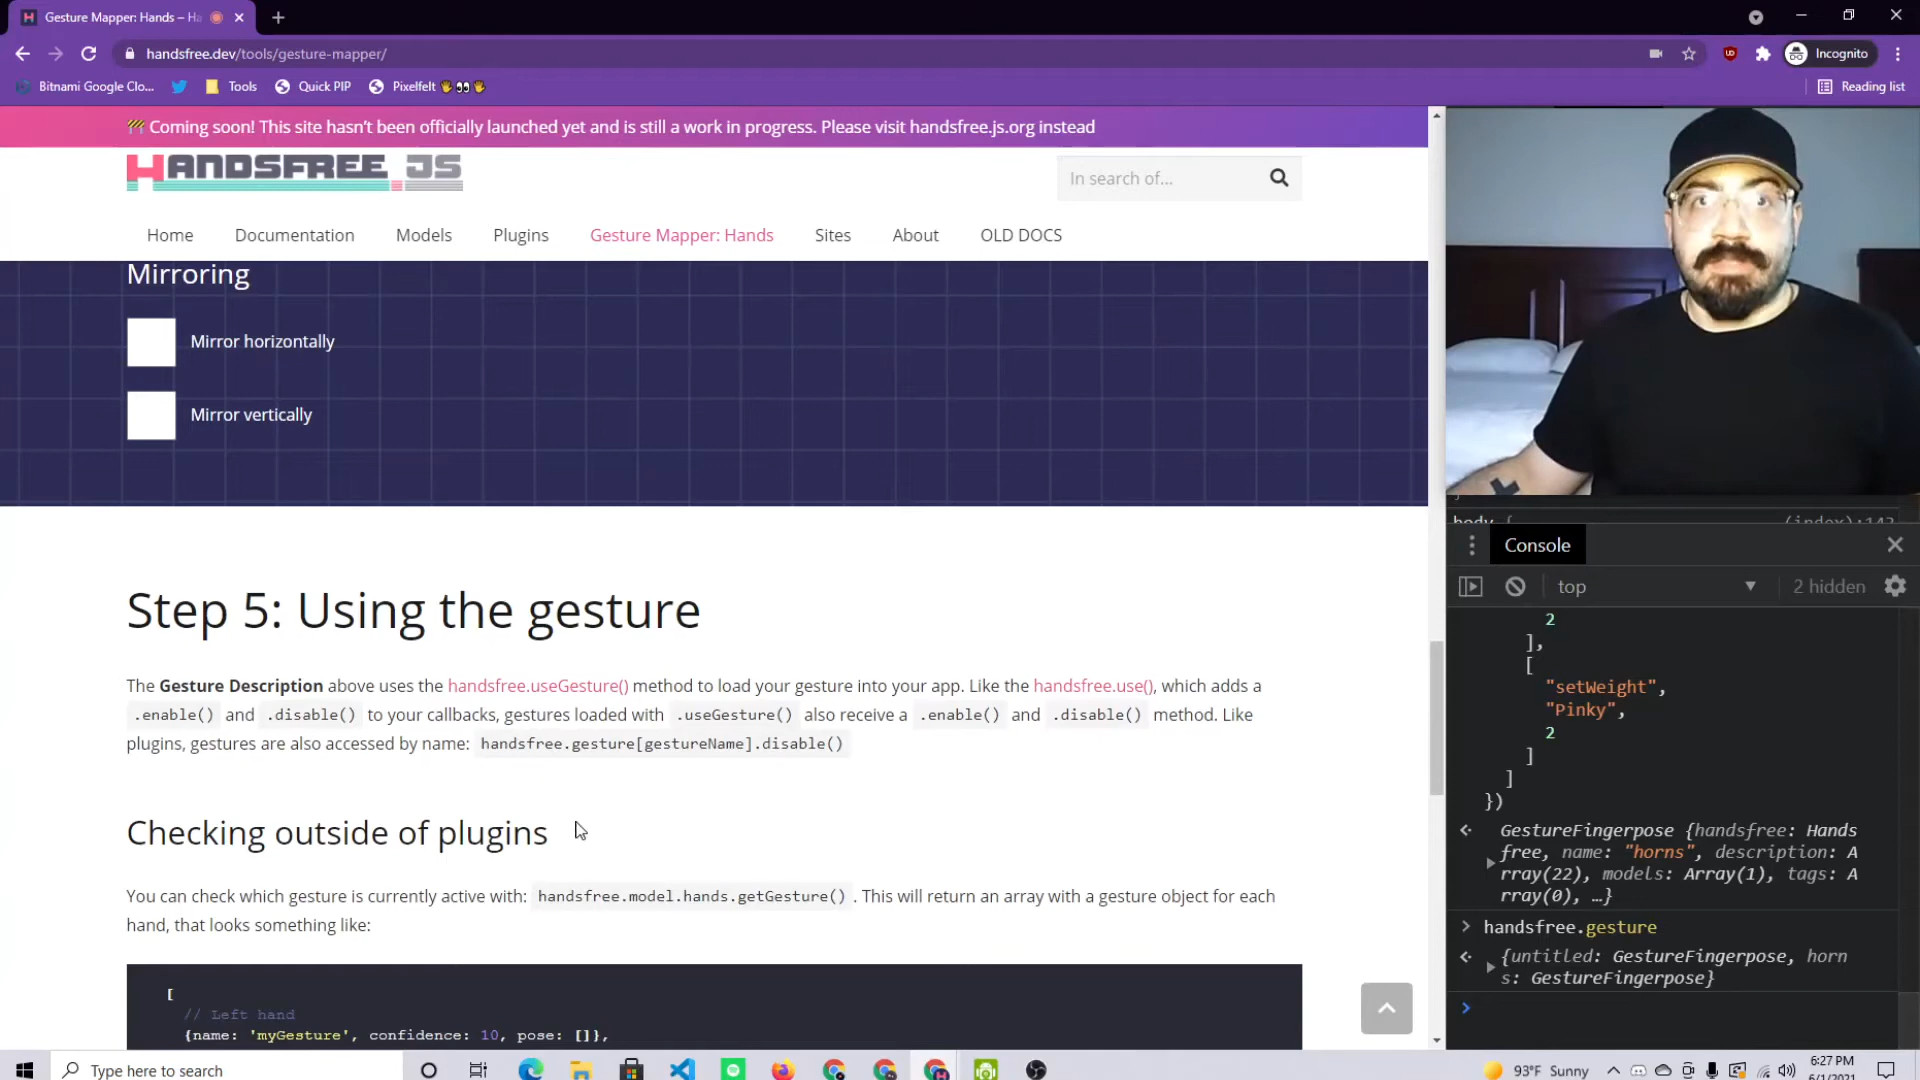 Gesture Mapper: Hands – Ha
handsfree.dev/tools/gesture-mapper/
Incognito
Bitnami Google Clo...
Tools
Quick PIP
Pixelfelt 🖐👀🖐
Reading list
🚧 Coming soon! This site hasn't been officially launched yet and is still a work in progress. Please visit handsfree.js.org instead
HANDSFREE.JS
In search of...
Home
Documentation
Models
Plugins
Gesture Mapper: Hands
Sites
About
OLD DOCS
Mirroring
Mirror horizontally
Mirror vertically
Step 5: Using the gesture
The Gesture Description above uses the handsfree.useGesture() method to load your gesture into your app. Like the handsfree.use(), which adds a
.enable() and .disable() to your callbacks, gestures loaded with .useGesture() also receive a .enable() and .disable() method. Like
plugins, gestures are also accessed by name: handsfree.gesture[gestureName].disable()
Checking outside of plugins
You can check which gesture is currently active with: handsfree.model.hands.getGesture() . This will return an array with a gesture object for each
hand, that looks something like:
[
// Left hand
{name: 'myGesture', confidence: 10, pose: []},
body {
(index):142
Console
top
2 hidden
2
],
[
"setWeight",
"Pinky",
2
]
]
})
GestureFingerpose {handsfree: Hands
free, name: "horns", description: A
rray(22), models: Array(1), tags: A
rray(0), …}
handsfree.gesture
{untitled: GestureFingerpose, horn
s: GestureFingerpose}
Type here to search
93°F Sunny
6:27 PM
6/1/2021